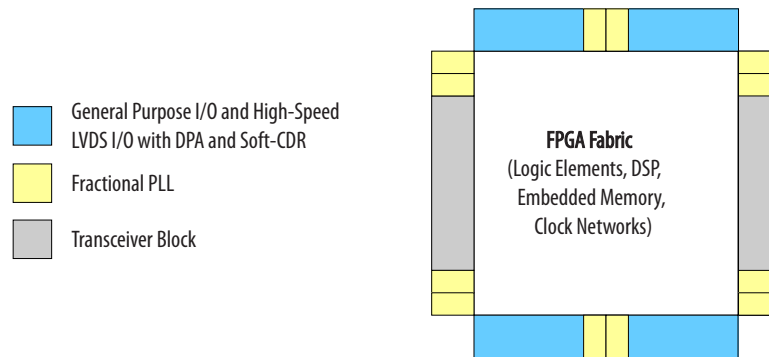 General Purpose I/O and High-Speed
LVDS I/O with DPA and Soft-CDR
Fractional PLL
Transceiver Block
FPGA Fabric
(Logic Elements, DSP,
Embedded Memory,
Clock Networks)